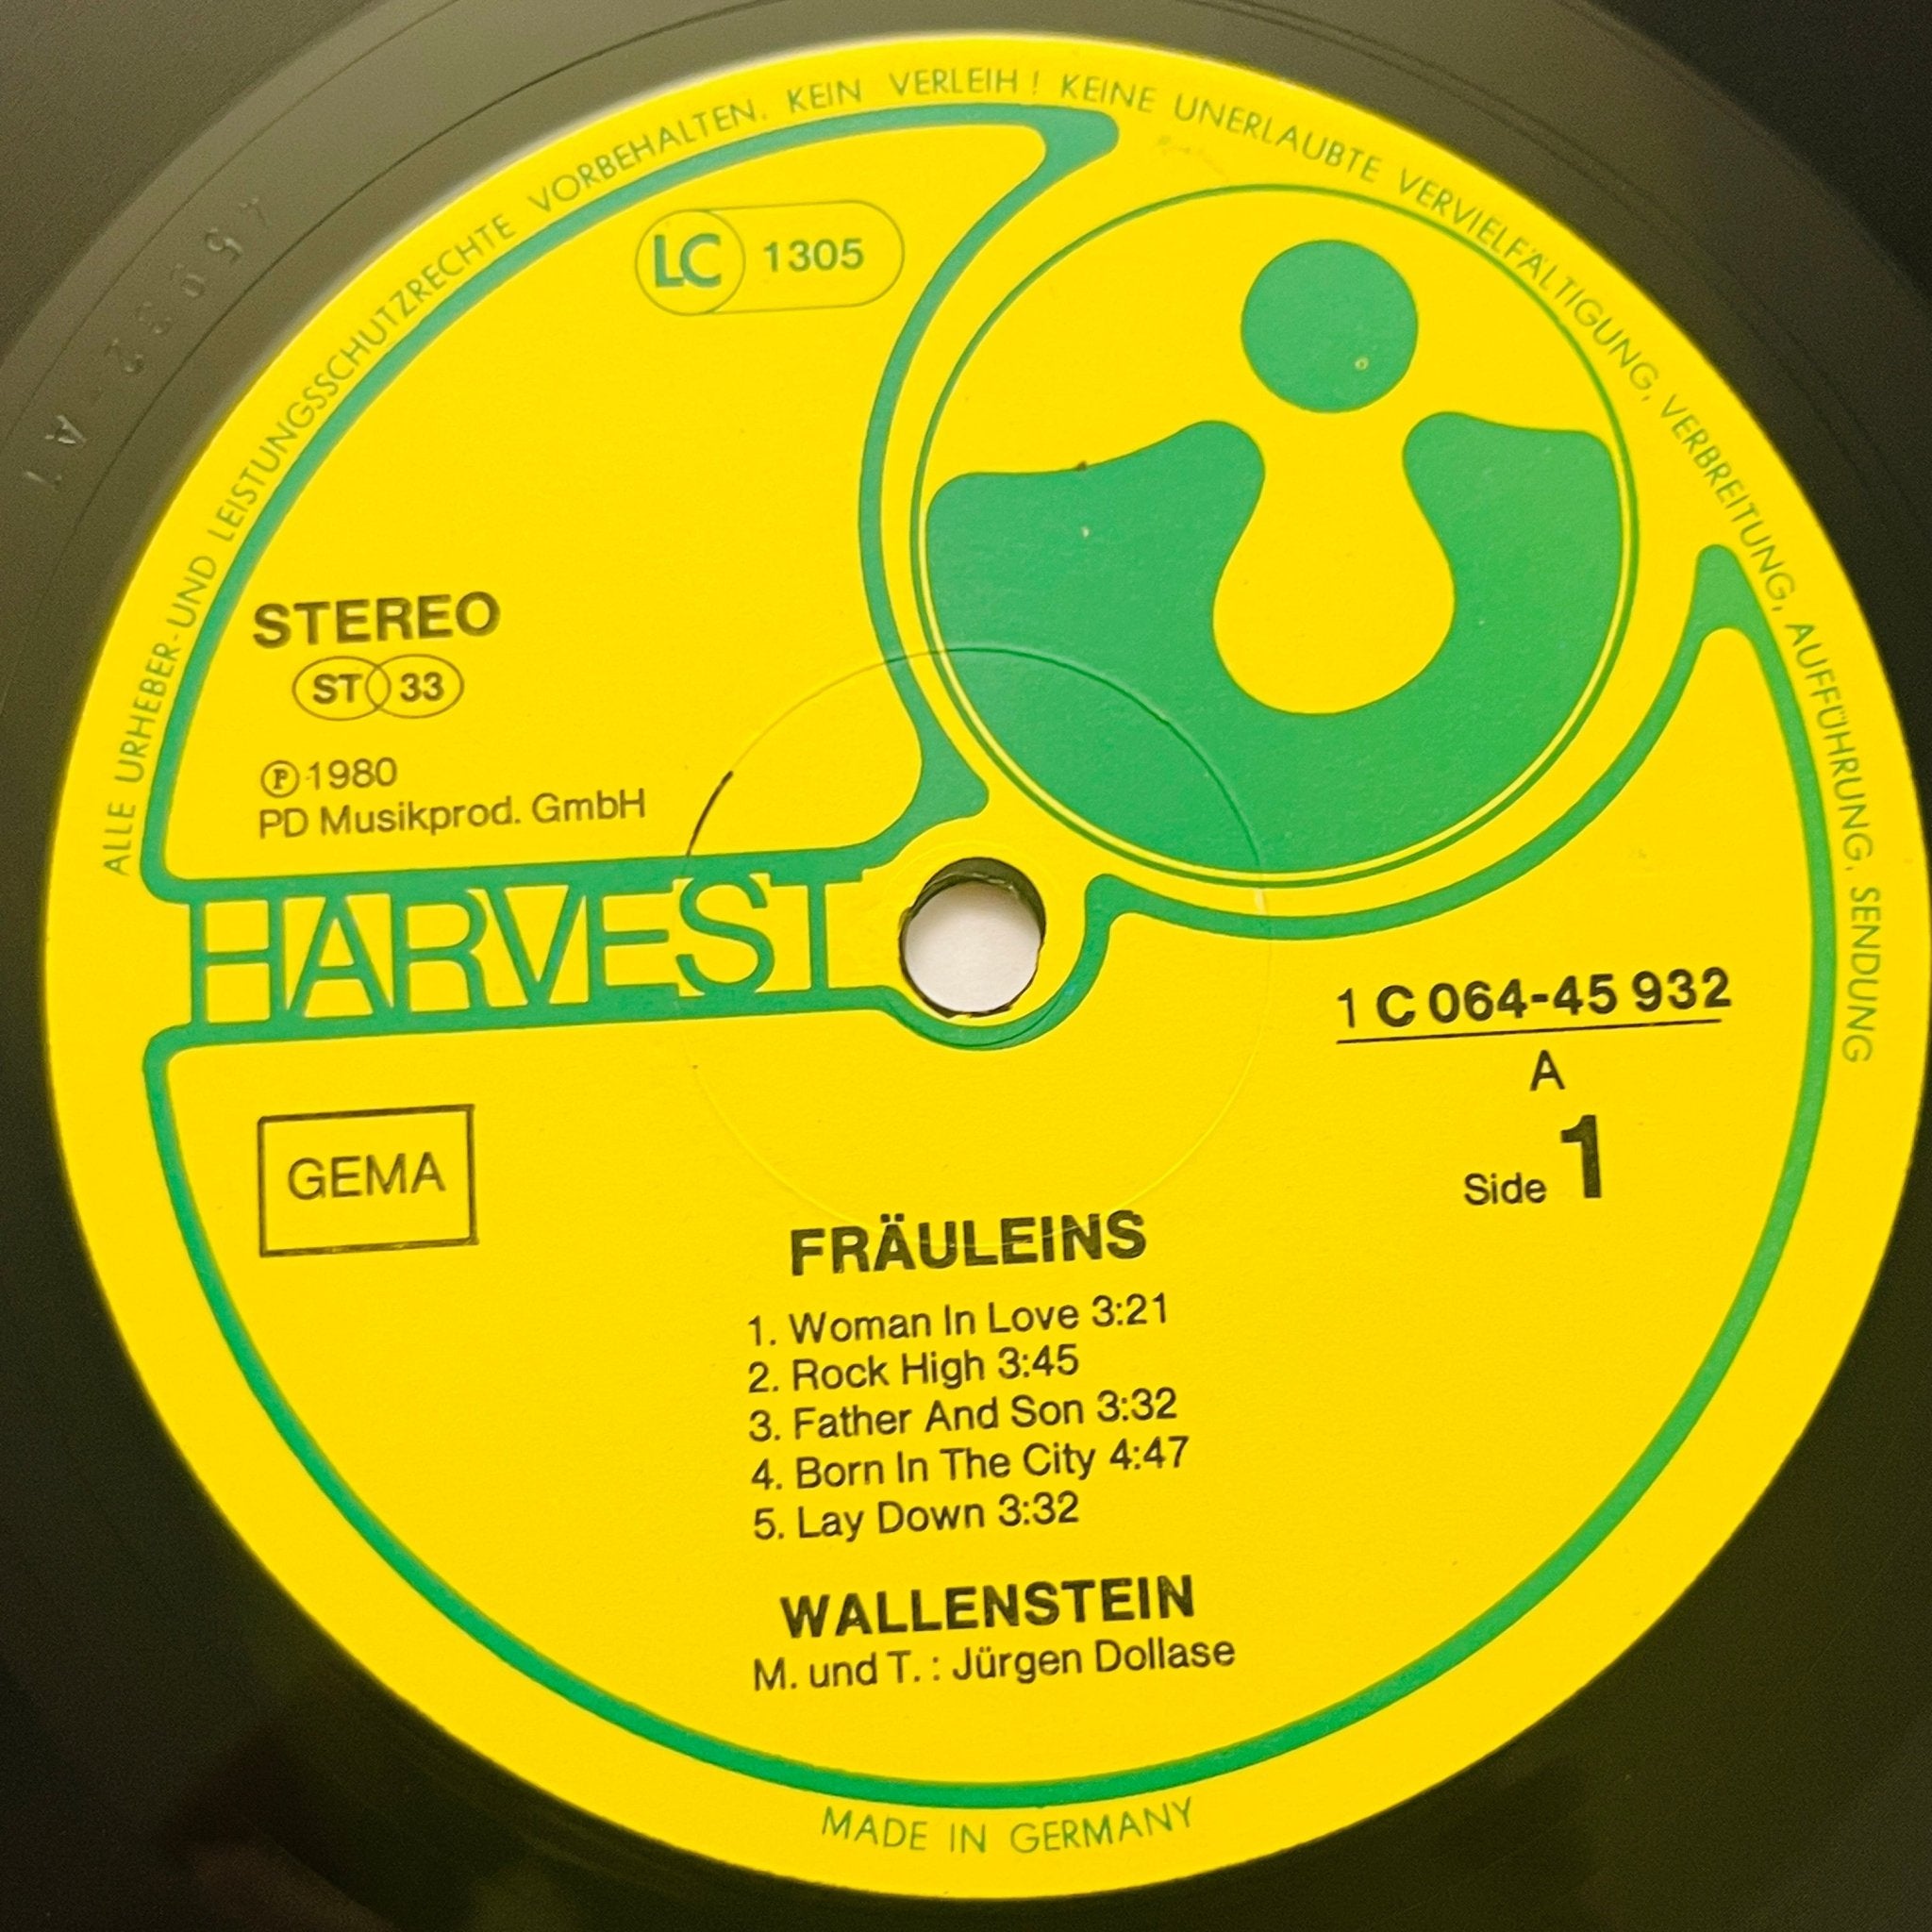 ALLE URHEBER-UND LEISTUNGSSCHUTZRECHTE VORBEHALTEN. KEIN VERLEIH! KEINE UNERLAUBTE VERVIELFÄLTIGUNG, VERBREITUNG, AUFFÜHRUNG, SENDUNG
LC 1305
STEREO
ST 33
Ⓟ 1980
PD Musikprod. GmbH
HARVEST
1 C 064-45 932
A
Side 1
GEMA
FRÄULEINS
1. Woman In Love 3:21
2. Rock High 3:45
3. Father And Son 3:32
4. Born In The City 4:47
5. Lay Down 3:32
WALLENSTEIN
M. und T. : Jürgen Dollase
MADE IN GERMANY